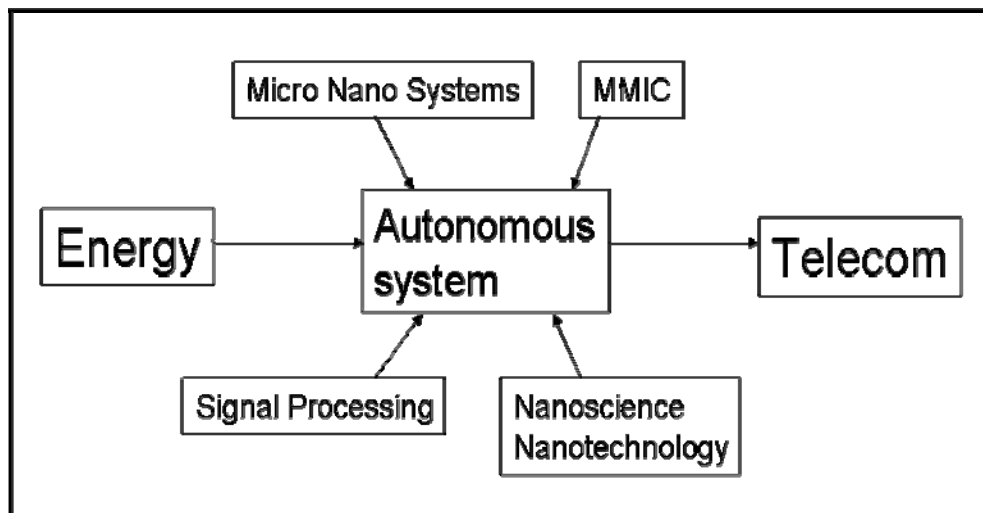 Micro Nano Systems
MMIC
Energy
Autonomous
system
Telecom
Signal Processing
Nanoscience
Nanotechnology